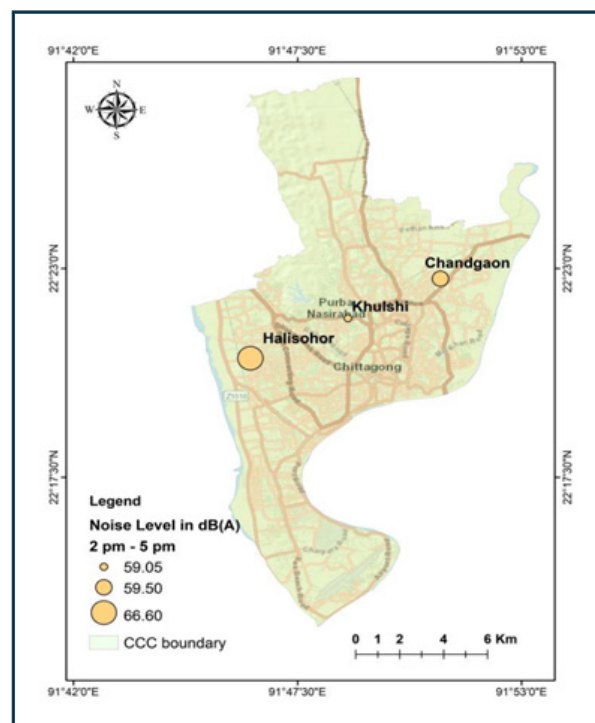 91°42'0"E 91°47'30"E 91°53'0"E
N
W E
S
22°23'0"N 22°23'0"N
Chandgaon
Purba
Khulshi
Nasirabad
Halisohor
Chittagong
22°17'30"N 22°17'30"N
Legend
Noise Level in dB(A)
2 pm - 5 pm
59.05
59.50
66.60
CCC boundary
0 1 2 4 6 Km
91°42'0"E 91°47'30"E 91°53'0"E